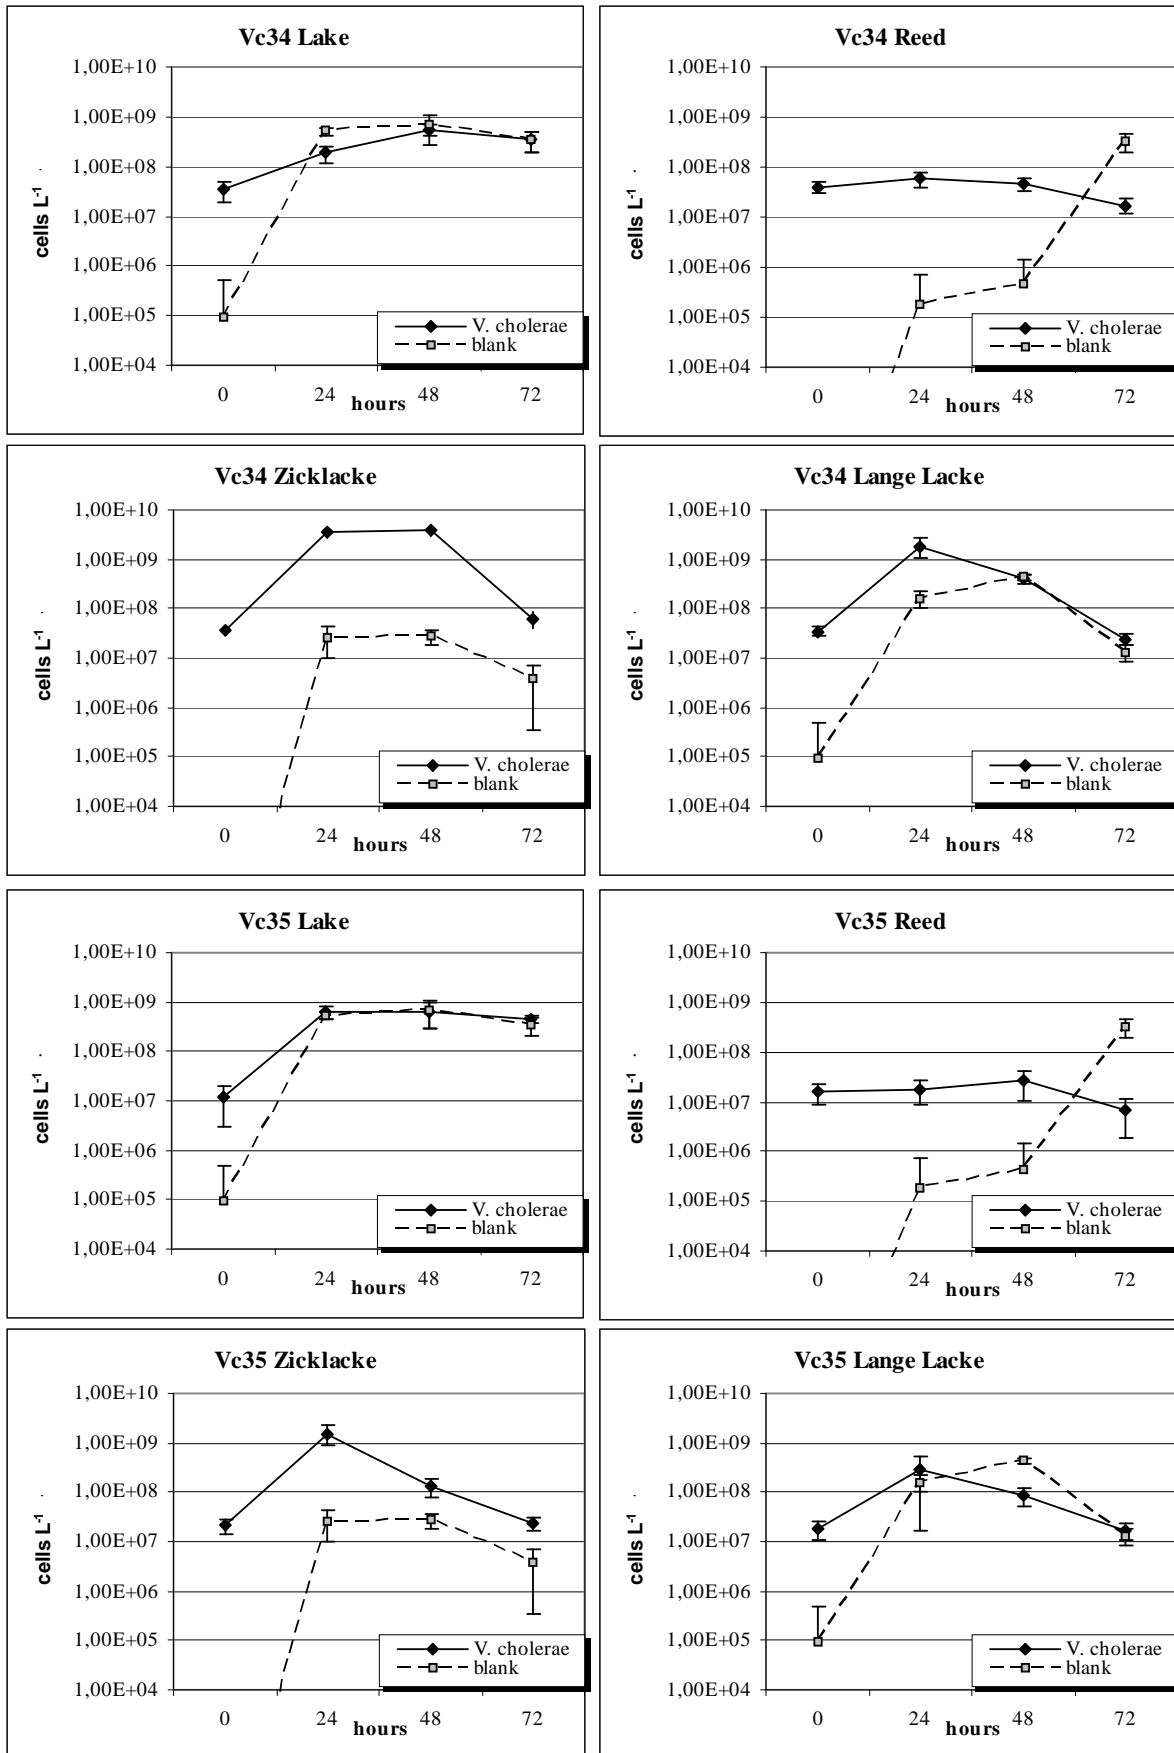 Vc34 Lake
1,00E+10
1,00E+09
1,00E+08
1,00E+07
1,00E+06
1,00E+05
1,00E+04
cells L-1 .
0 24 48 72
hours
V. cholerae
blank
Vc34 Reed
1,00E+10
1,00E+09
1,00E+08
1,00E+07
1,00E+06
1,00E+05
1,00E+04
cells L-1 .
0 24 48 72
hours
V. cholerae
blank
Vc34 Zicklacke
1,00E+10
1,00E+09
1,00E+08
1,00E+07
1,00E+06
1,00E+05
1,00E+04
cells L-1 .
0 24 48 72
hours
V. cholerae
blank
Vc34 Lange Lacke
1,00E+10
1,00E+09
1,00E+08
1,00E+07
1,00E+06
1,00E+05
1,00E+04
cells L-1 .
0 24 48 72
hours
V. cholerae
blank
Vc35 Lake
1,00E+10
1,00E+09
1,00E+08
1,00E+07
1,00E+06
1,00E+05
1,00E+04
cells L-1 .
0 24 48 72
hours
V. cholerae
blank
Vc35 Reed
1,00E+10
1,00E+09
1,00E+08
1,00E+07
1,00E+06
1,00E+05
1,00E+04
cells L-1 .
0 24 48 72
hours
V. cholerae
blank
Vc35 Zicklacke
1,00E+10
1,00E+09
1,00E+08
1,00E+07
1,00E+06
1,00E+05
1,00E+04
cells L-1 .
0 24 48 72
hours
V. cholerae
blank
Vc35 Lange Lacke
1,00E+10
1,00E+09
1,00E+08
1,00E+07
1,00E+06
1,00E+05
1,00E+04
cells L-1 .
0 24 48 72
hours
V. cholerae
blank